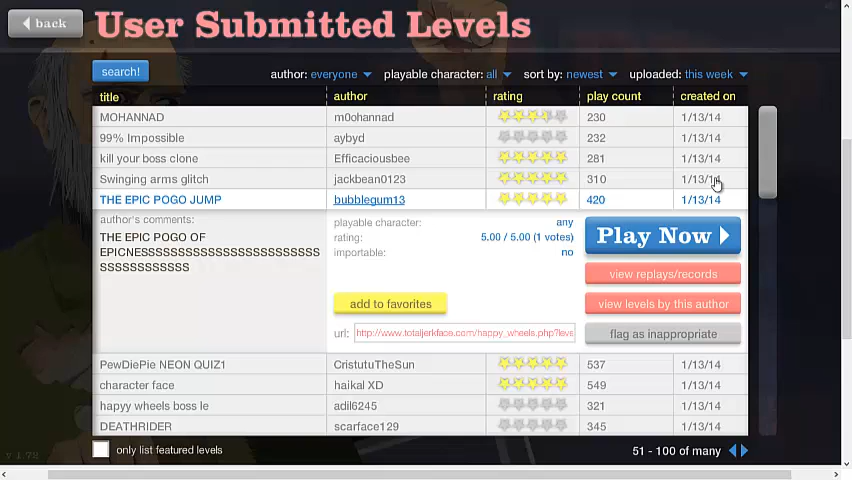 back
User Submitted Levels
search!
author: everyone playable character: all sort by: newest uploaded: this week
title author rating play count created on
MOHANNAD m0ohannad 230 1/13/14
99% Impossible aybyd 232 1/13/14
kill your boss clone Efficaciousbee 281 1/13/14
Swinging arms glitch jackbean0123 310 1/13/14
THE EPIC POGO JUMP bubblegum13 420 1/13/14
author's comments:
THE EPIC POGO OF
EPICNESSSSSSSSSSSSSSSSSSSSSSSS
SSSSSSSSSSSS
playable character: any
rating: 5.00 / 5.00 (1 votes)
importable: no
add to favorites
url: http://www.totaljerkface.com/happy_wheels.php?leve
Play Now
view replays/records
view levels by this author
flag as inappropriate
PewDiePie NEON QUIZ1 CristutuTheSun 537 1/13/14
character face haikal XD 549 1/13/14
hapyy wheels boss le adil6245 321 1/13/14
DEATHRIDER scarface129 345 1/13/14
only list featured levels 51 - 100 of many
v 1.72